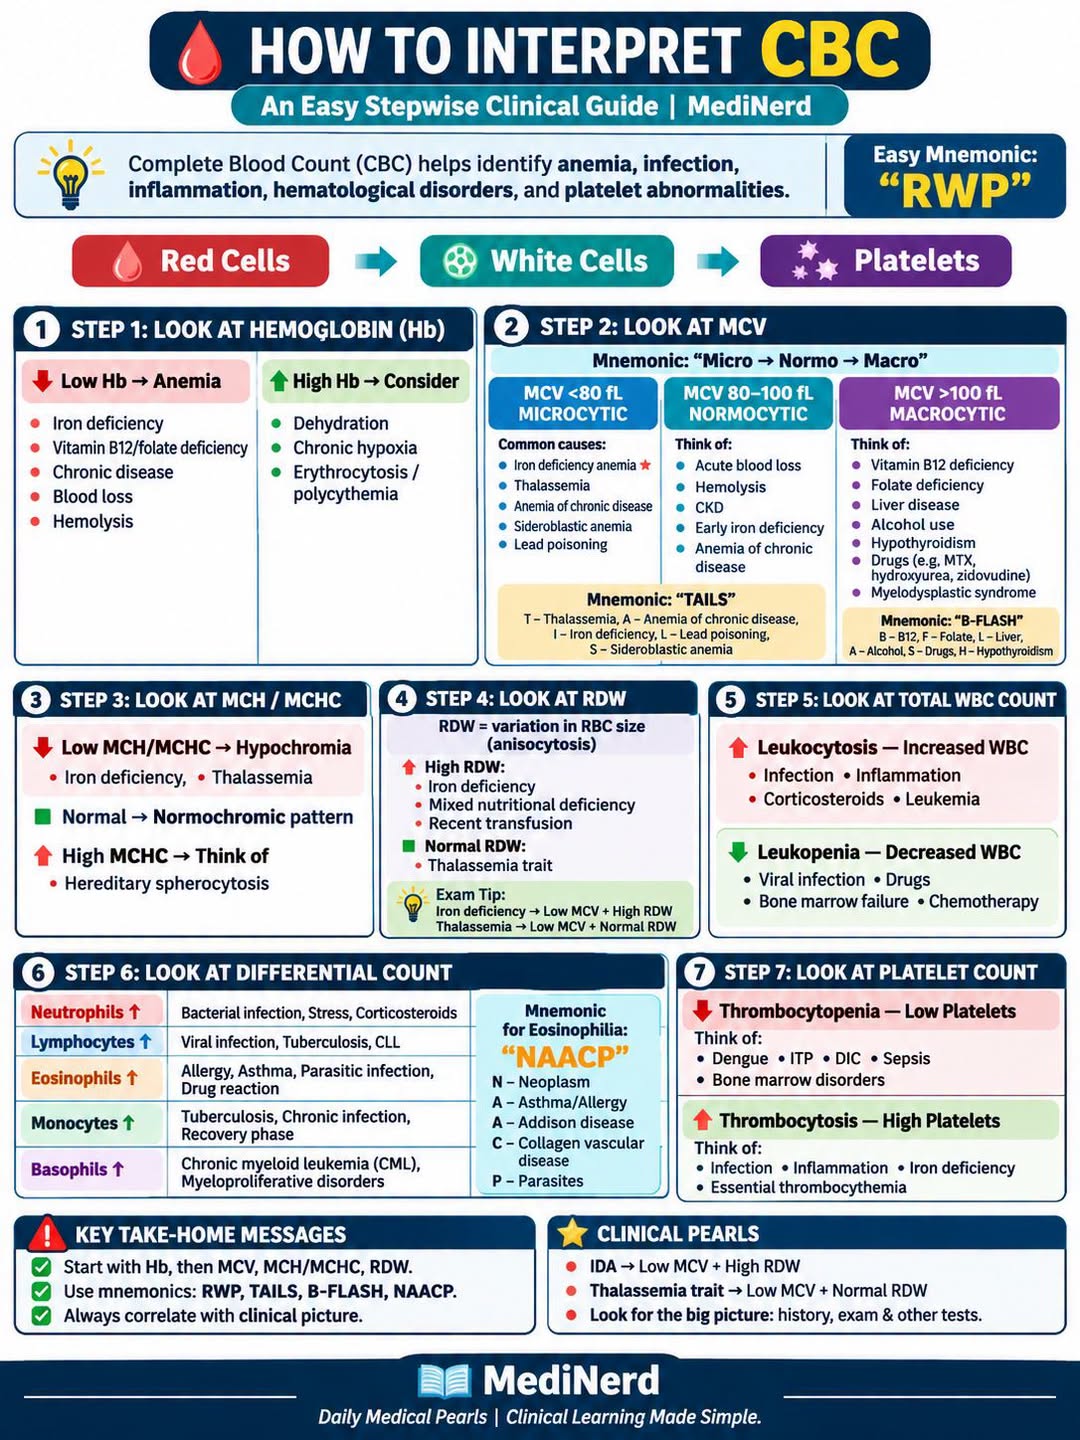 HOW TO INTERPRET CBC
An Easy Stepwise Clinical Guide | MediNerd
Complete Blood Count (CBC) helps identify anemia, infection,
inflammation, hematological disorders, and platelet abnormalities.
Easy Mnemonic:
“RWP”
Red Cells
White Cells
Platelets
1 STEP 1: LOOK AT HEMOGLOBIN (Hb)
Low Hb → Anemia
• Iron deficiency
• Vitamin B12/folate deficiency
• Chronic disease
• Blood loss
• Hemolysis
High Hb → Consider
• Dehydration
• Chronic hypoxia
• Erythrocytosis /
polycythemia
2 STEP 2: LOOK AT MCV
Mnemonic: “Micro → Normo → Macro”
MCV <80 fL
MICROCYTIC
Common causes:
• Iron deficiency anemia
• Thalassemia
• Anemia of chronic disease
• Sideroblastic anemia
• Lead poisoning
MCV 80–100 fL
NORMOCYTIC
Think of:
• Acute blood loss
• Hemolysis
• CKD
• Early iron deficiency
• Anemia of chronic
disease
Mnemonic: “TAILS”
T – Thalassemia, A – Anemia of chronic disease,
I – Iron deficiency, L – Lead poisoning,
S – Sideroblastic anemia
MCV >100 fL
MACROCYTIC
Think of:
• Vitamin B12 deficiency
• Folate deficiency
• Liver disease
• Alcohol use
• Hypothyroidism
• Drugs (e.g, MTX,
hydroxyurea, zidovudine)
• Myelodysplastic syndrome
Mnemonic: “B-FLASH”
B – B12, F – Folate, L – Liver,
A – Alcohol, S – Drugs, H – Hypothyroidism
3 STEP 3: LOOK AT MCH / MCHC
Low MCH/MCHC → Hypochromia
• Iron deficiency, • Thalassemia
Normal → Normochromic pattern
High MCHC → Think of
• Hereditary spherocytosis
4 STEP 4: LOOK AT RDW
RDW = variation in RBC size
(anisocytosis)
High RDW:
• Iron deficiency
• Mixed nutritional deficiency
• Recent transfusion
Normal RDW:
• Thalassemia trait
Exam Tip:
Iron deficiency → Low MCV + High RDW
Thalassemia → Low MCV + Normal RDW
5 STEP 5: LOOK AT TOTAL WBC COUNT
Leukocytosis — Increased WBC
• Infection • Inflammation
• Corticosteroids • Leukemia
Leukopenia — Decreased WBC
• Viral infection • Drugs
• Bone marrow failure • Chemotherapy
6 STEP 6: LOOK AT DIFFERENTIAL COUNT
Neutrophils ↑ Bacterial infection, Stress, Corticosteroids
Lymphocytes ↑ Viral infection, Tuberculosis, CLL
Eosinophils ↑ Allergy, Asthma, Parasitic infection,
Drug reaction
Monocytes ↑ Tuberculosis, Chronic infection,
Recovery phase
Basophils ↑ Chronic myeloid leukemia (CML),
Myeloproliferative disorders
Mnemonic
for Eosinophilia:
“NAACP”
N – Neoplasm
A – Asthma/Allergy
A – Addison disease
C – Collagen vascular
disease
P – Parasites
7 STEP 7: LOOK AT PLATELET COUNT
Thrombocytopenia — Low Platelets
Think of:
• Dengue • ITP • DIC • Sepsis
• Bone marrow disorders
Thrombocytosis — High Platelets
Think of:
• Infection • Inflammation • Iron deficiency
• Essential thrombocythemia
KEY TAKE-HOME MESSAGES
Start with Hb, then MCV, MCH/MCHC, RDW.
Use mnemonics: RWP, TAILS, B-FLASH, NAACP.
Always correlate with clinical picture.
CLINICAL PEARLS
• IDA → Low MCV + High RDW
• Thalassemia trait → Low MCV + Normal RDW
• Look for the big picture: history, exam & other tests.
MediNerd
Daily Medical Pearls | Clinical Learning Made Simple.